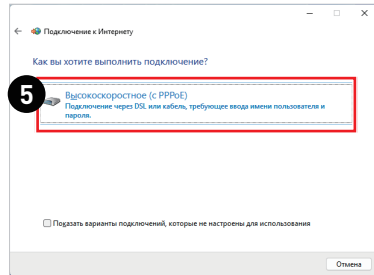 Подключение к Интернету
Как вы хотите выполнить подключение?
5
Высокоскоростное (с PPPoE)
Подключение через DSL или кабель, требующее ввода имени пользователя и
пароля.
Показать варианты подключений, которые не настроены для использования
Отмена